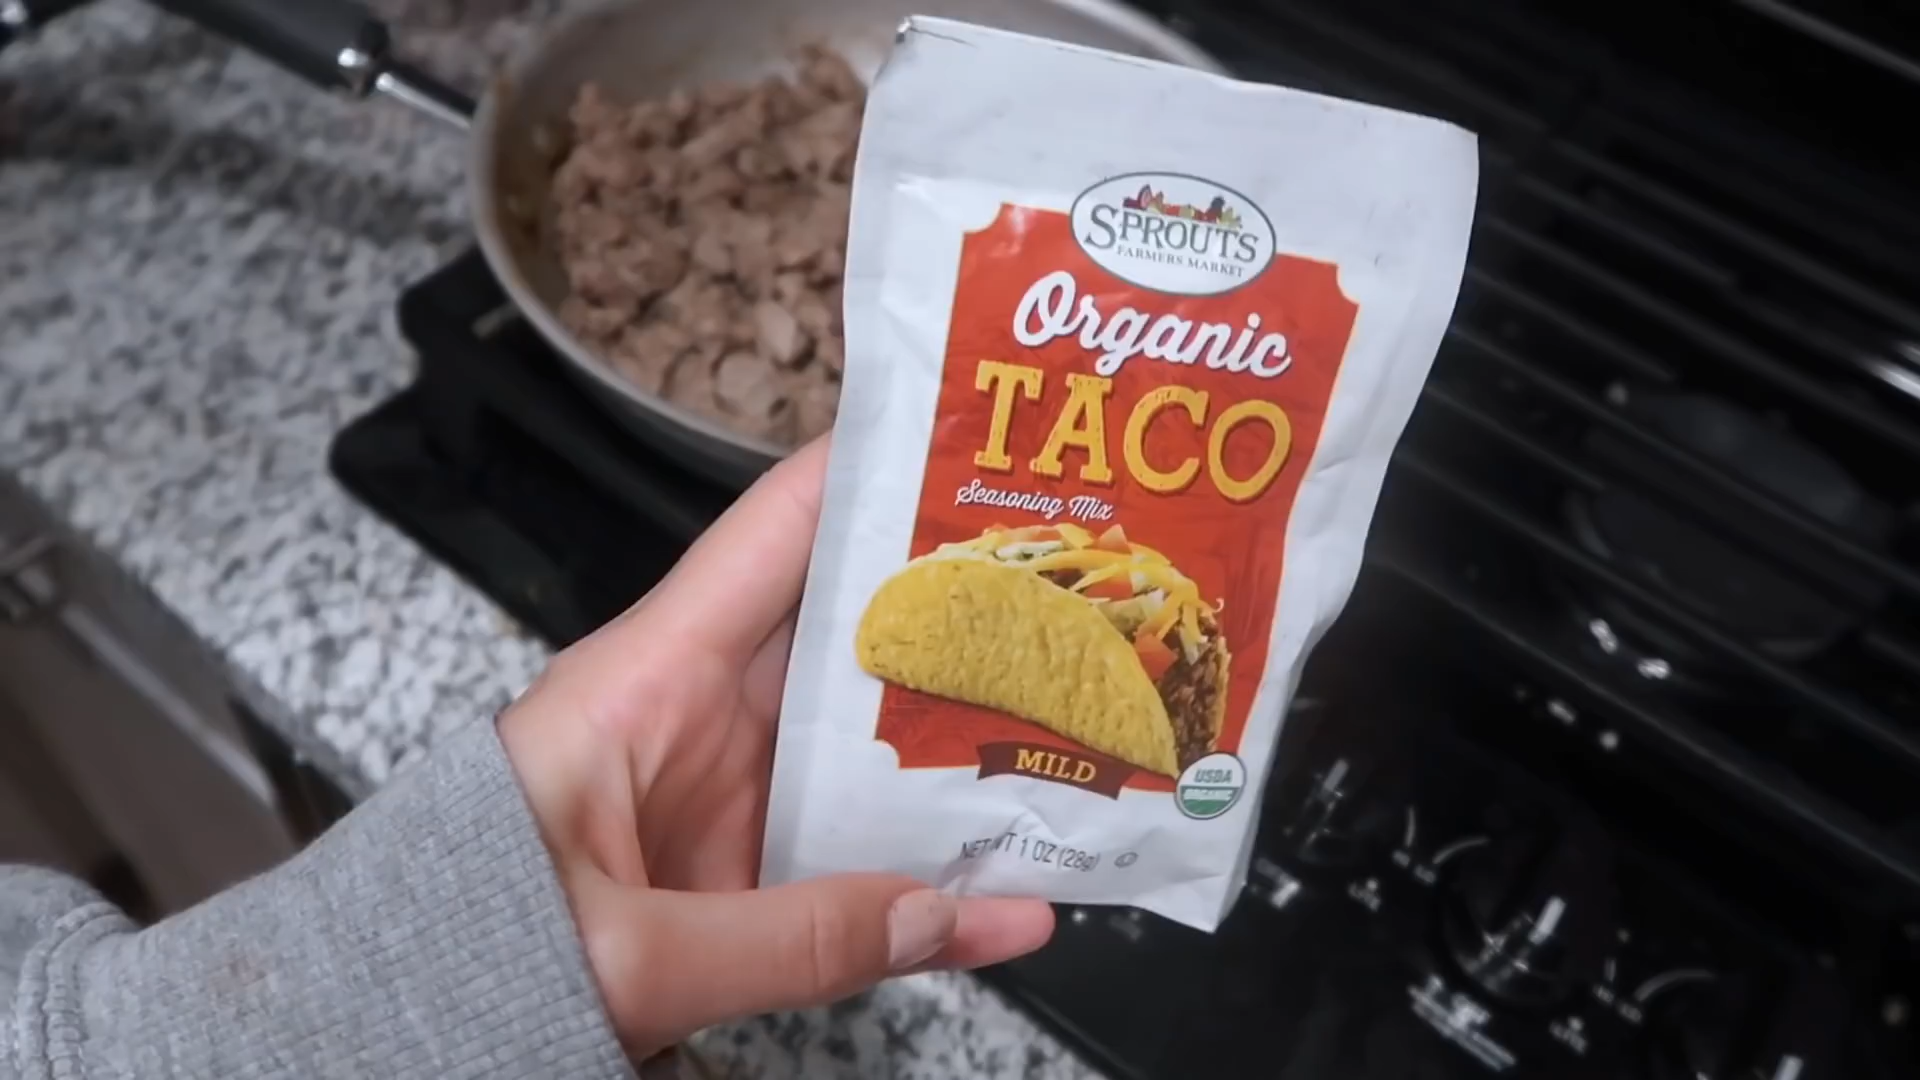 SPROUTS
FARMERS MARKET
Organic
TACO
Seasoning Mix
MILD
USDA
ORGANIC
NET WT 1 OZ (28g)